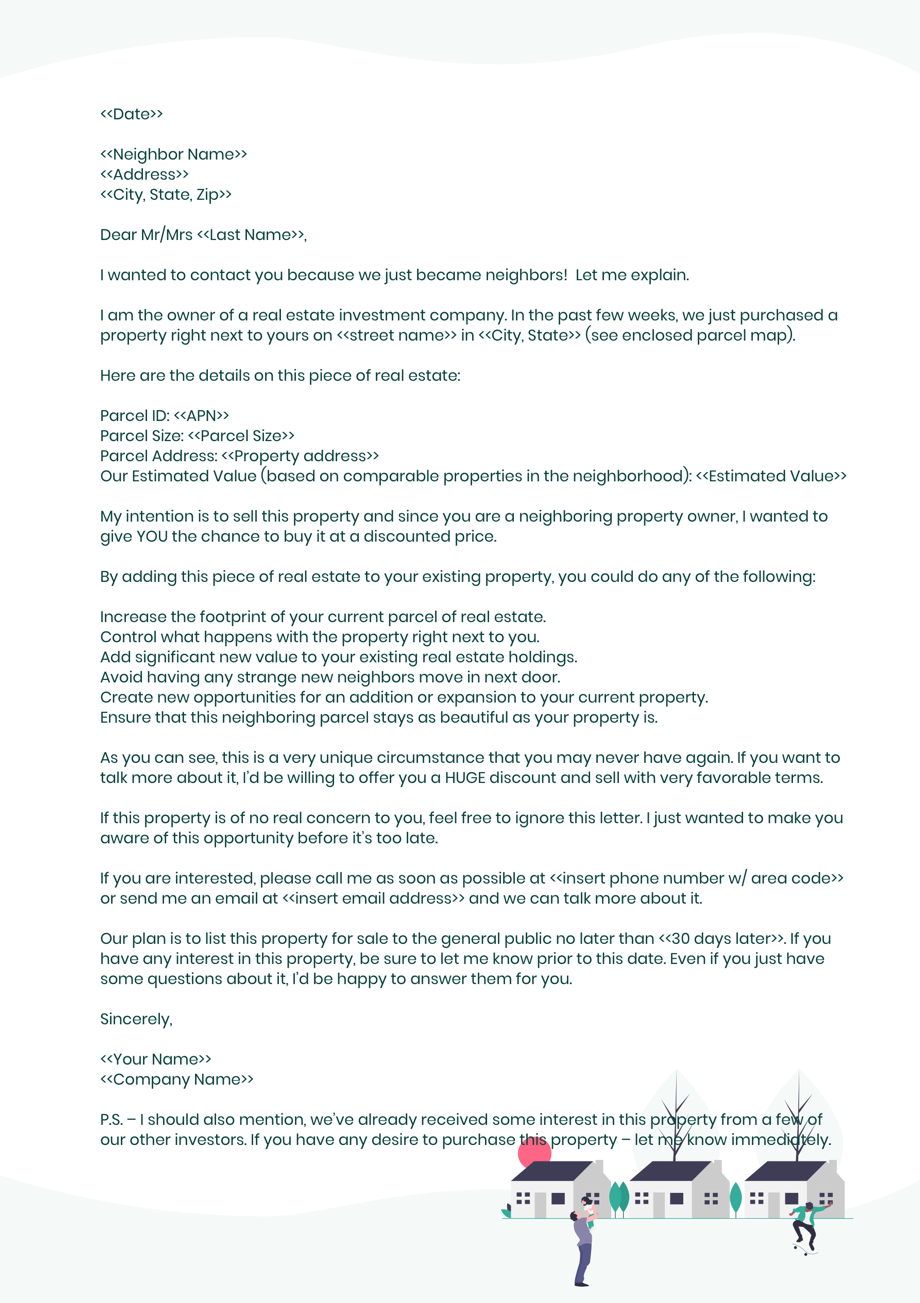 <<Date>>
<<Neighbor Name>>
<<Address>>
<<City, State, Zip>>
Dear Mr/Mrs <<Last Name>>,
I wanted to contact you because we just became neighbors!  Let me explain.
I am the owner of a real estate investment company. In the past few weeks, we just purchased a
property right next to yours on <<street name>> in <<City, State>> (see enclosed parcel map).
Here are the details on this piece of real estate:
Parcel ID: <<APN>>
Parcel Size: <<Parcel Size>>
Parcel Address: <<Property address>>
Our Estimated Value (based on comparable properties in the neighborhood): <<Estimated Value>>
My intention is to sell this property and since you are a neighboring property owner, I wanted to
give YOU the chance to buy it at a discounted price.
By adding this piece of real estate to your existing property, you could do any of the following:
Increase the footprint of your current parcel of real estate.
Control what happens with the property right next to you.
Add significant new value to your existing real estate holdings.
Avoid having any strange new neighbors move in next door.
Create new opportunities for an addition or expansion to your current property.
Ensure that this neighboring parcel stays as beautiful as your property is.
As you can see, this is a very unique circumstance that you may never have again. If you want to
talk more about it, I'd be willing to offer you a HUGE discount and sell with very favorable terms.
If this property is of no real concern to you, feel free to ignore this letter. I just wanted to make you
aware of this opportunity before it's too late.
If you are interested, please call me as soon as possible at <<insert phone number w/ area code>>
or send me an email at <<insert email address>> and we can talk more about it.
Our plan is to list this property for sale to the general public no later than <<30 days later>>. If you
have any interest in this property, be sure to let me know prior to this date. Even if you just have
some questions about it, I'd be happy to answer them for you.
Sincerely,
<<Your Name>>
<<Company Name>>
P.S. – I should also mention, we've already received some interest in this property from a few of
our other investors. If you have any desire to purchase this property – let me know immediately.